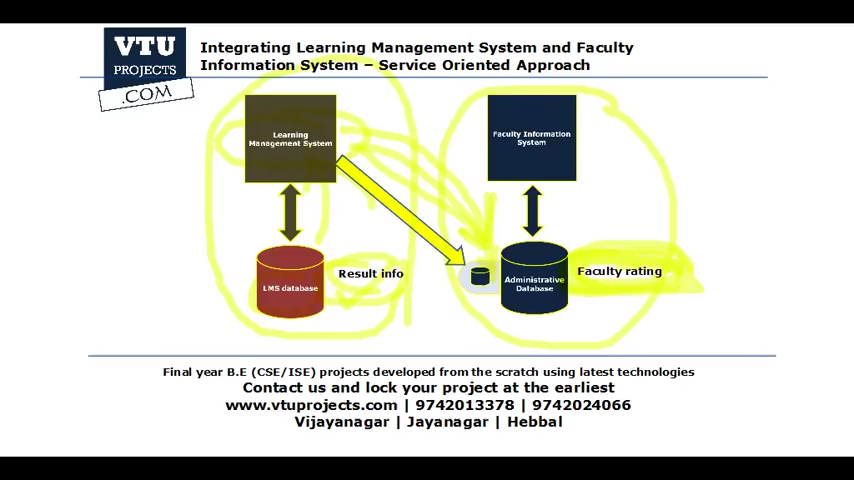 VTU
PROJECTS
.COM
Integrating Learning Management System and Faculty
Information System – Service Oriented Approach
Learning
Management System
Faculty Information
System
LMS database
Result info
Administrative
Database
Faculty rating
Final year B.E (CSE/ISE) projects developed from the scratch using latest technologies
Contact us and lock your project at the earliest
www.vtuprojects.com | 9742013378 | 9742024066
Vijayanagar | Jayanagar | Hebbal